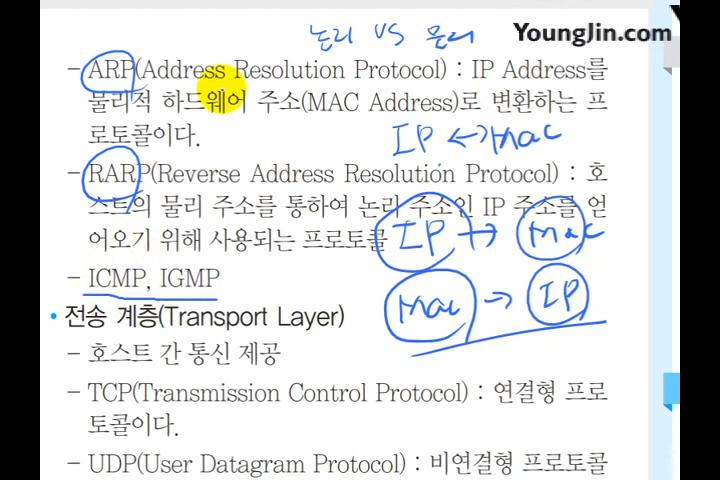 논리 VS 물리
YoungJin.com
– ARP(Address Resolution Protocol) : IP Address를
물리적 하드웨어 주소(MAC Address)로 변환하는 프
로토콜이다.
IP ↔ Mac
– RARP(Reverse Address Resolution Protocol) : 호
스트의 물리 주소를 통하여 논리 주소인 IP 주소를 얻
어오기 위해 사용되는 프로토콜
IP → Mac
– ICMP, IGMP
Mac → IP
• 전송 계층(Transport Layer)
– 호스트 간 통신 제공
– TCP(Transmission Control Protocol) : 연결형 프로
토콜이다.
– UDP(User Datagram Protocol) : 비연결형 프로토콜